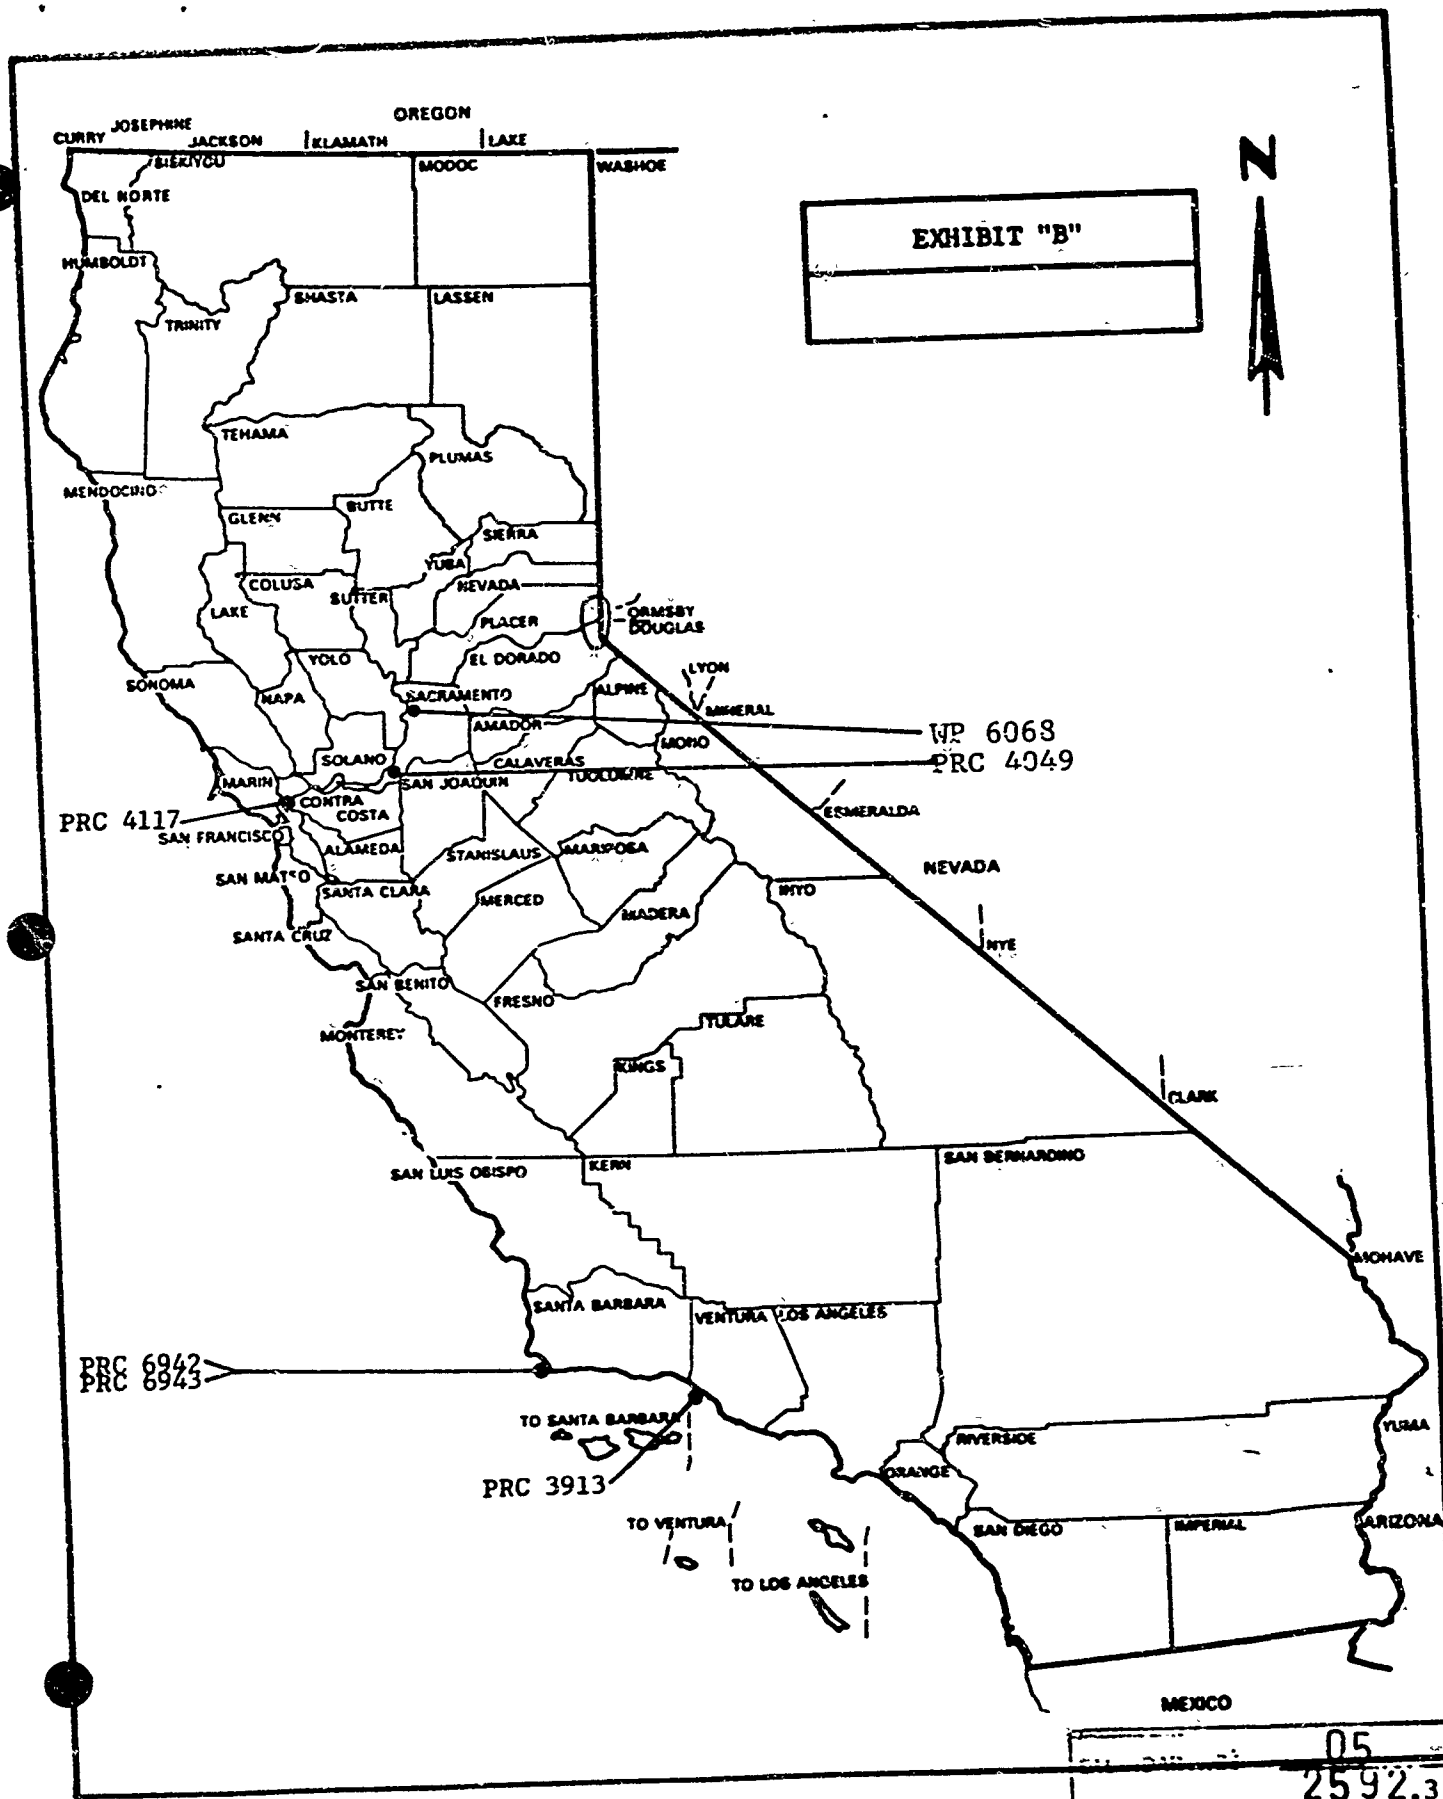 OREGON
CURRY JOSEPHINE JACKSON KLAMATH LAKE
SISKIYOU MODOC WASHOE
DEL NORTE
EXHIBIT "B"
N
HUMBOLDT
SHASTA LASSEN
TRINITY
TEHAMA
PLUMAS
MENDOCINO
GLENN BUTTE
SIERRA
YUBA
COLUSA NEVADA
SUTTER
LAKE ORMSBY
PLACER DOUGLAS
YOLO EL DORADO
LYON
SONOMA NAPA SACRAMENTO ALPINE
MINERAL
AMADOR
WP 6068
MONO
SOLANO CALAVERAS PRC 4049
MARIN SAN JOAQUIN TUOLUMNE
CONTRA
COSTA ESMERALDA
PRC 4117
SAN FRANCISCO
ALAMEDA STANISLAUS MARIPOSA
NEVADA
SAN MATEO SANTA CLARA INYO
MERCED
MADERA
SANTA CRUZ NYE
SAN BENITO
FRESNO
TULARE
MONTEREY
KINGS
CLARK
SAN LUIS OBISPO KERN SAN BERNARDINO
MOHAVE
SANTA BARBARA VENTURA LOS ANGELES
PRC 6942
PRC 6943
TO SANTA BARBARA
YUMA
RIVERSIDE
ORANGE
PRC 3913
TO VENTURA SAN DIEGO IMPERIAL ARIZONA
TO LOS ANGELES
MEXICO
05
2592.3